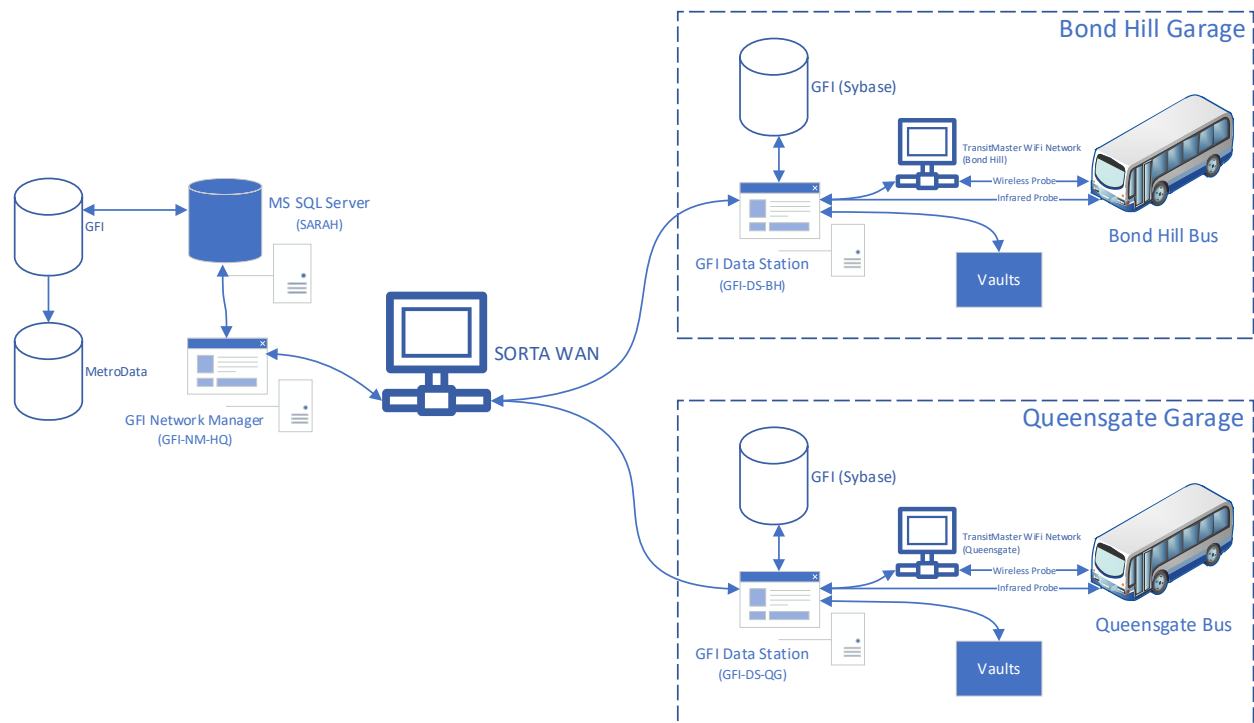 Bond Hill Garage
GFI (Sybase)
TransitMaster WiFi Network
(Bond Hill)
Wireless Probe
Infrared Probe
Bond Hill Bus
GFI Data Station
(GFI-DS-BH)
Vaults
MS SQL Server
(SARAH)
GFI
MetroData
GFI Network Manager
(GFI-NM-HQ)
SORTA WAN
Queensgate Garage
GFI (Sybase)
TransitMaster WiFi Network
(Queensgate)
Wireless Probe
Infrared Probe
Queensgate Bus
GFI Data Station
(GFI-DS-QG)
Vaults